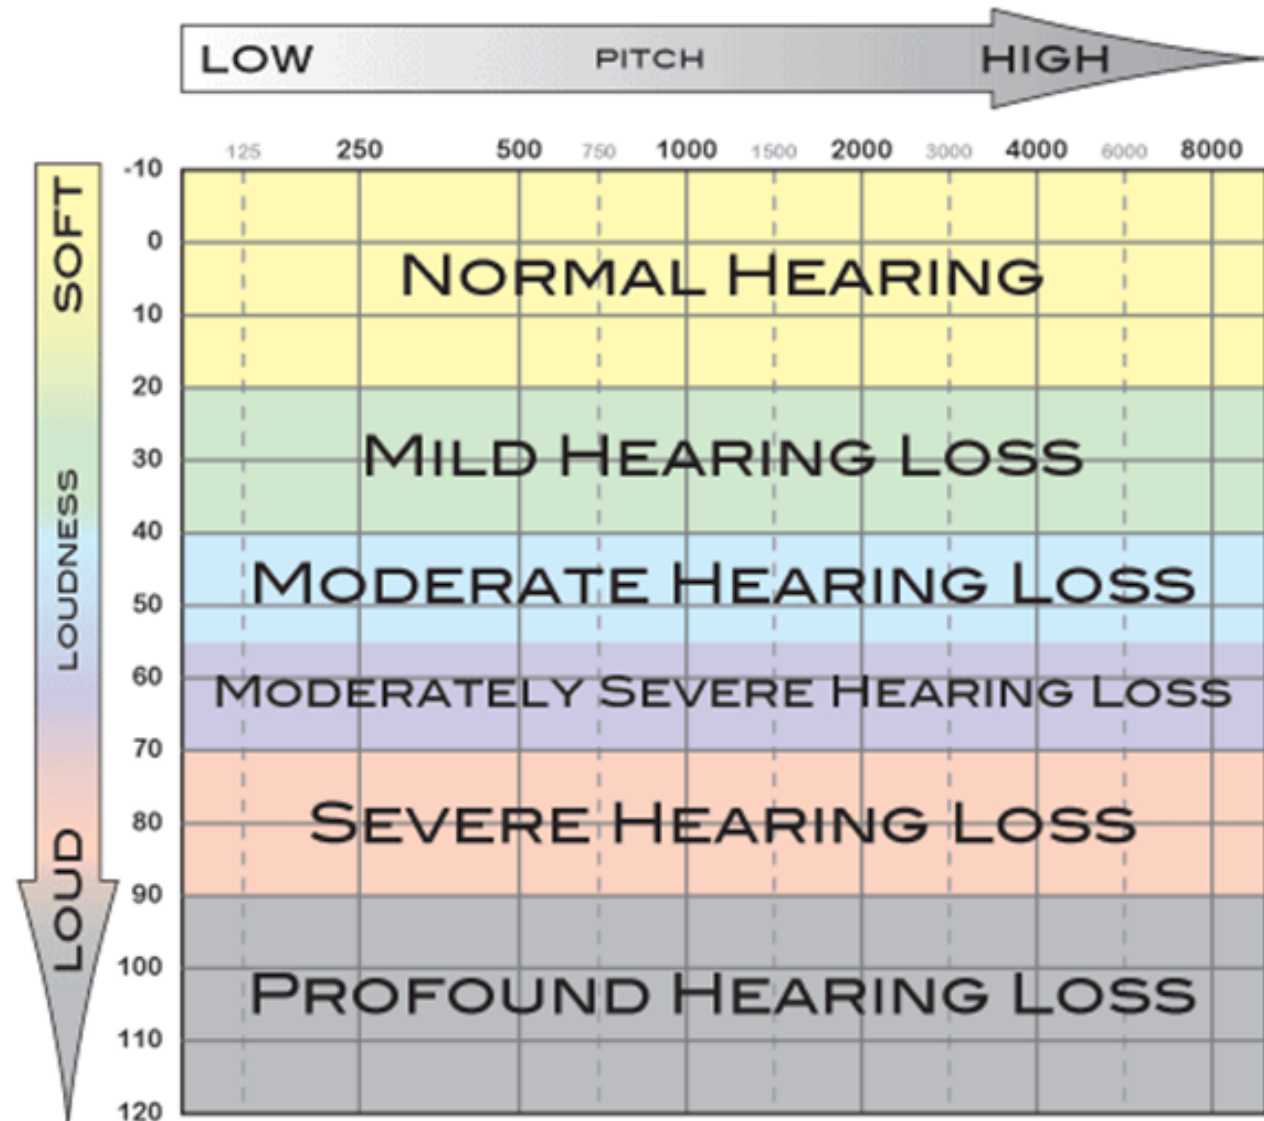 LOW PITCH HIGH
125 250 500 750 1000 1500 2000 3000 4000 6000 8000
SOFT
LOUDNESS
LOUD
-10
0
NORMAL HEARING
10
20
30
MILD HEARING LOSS
40
MODERATE HEARING LOSS
50
60
MODERATELY SEVERE HEARING LOSS
70
80
SEVERE HEARING LOSS
90
100
PROFOUND HEARING LOSS
110
120